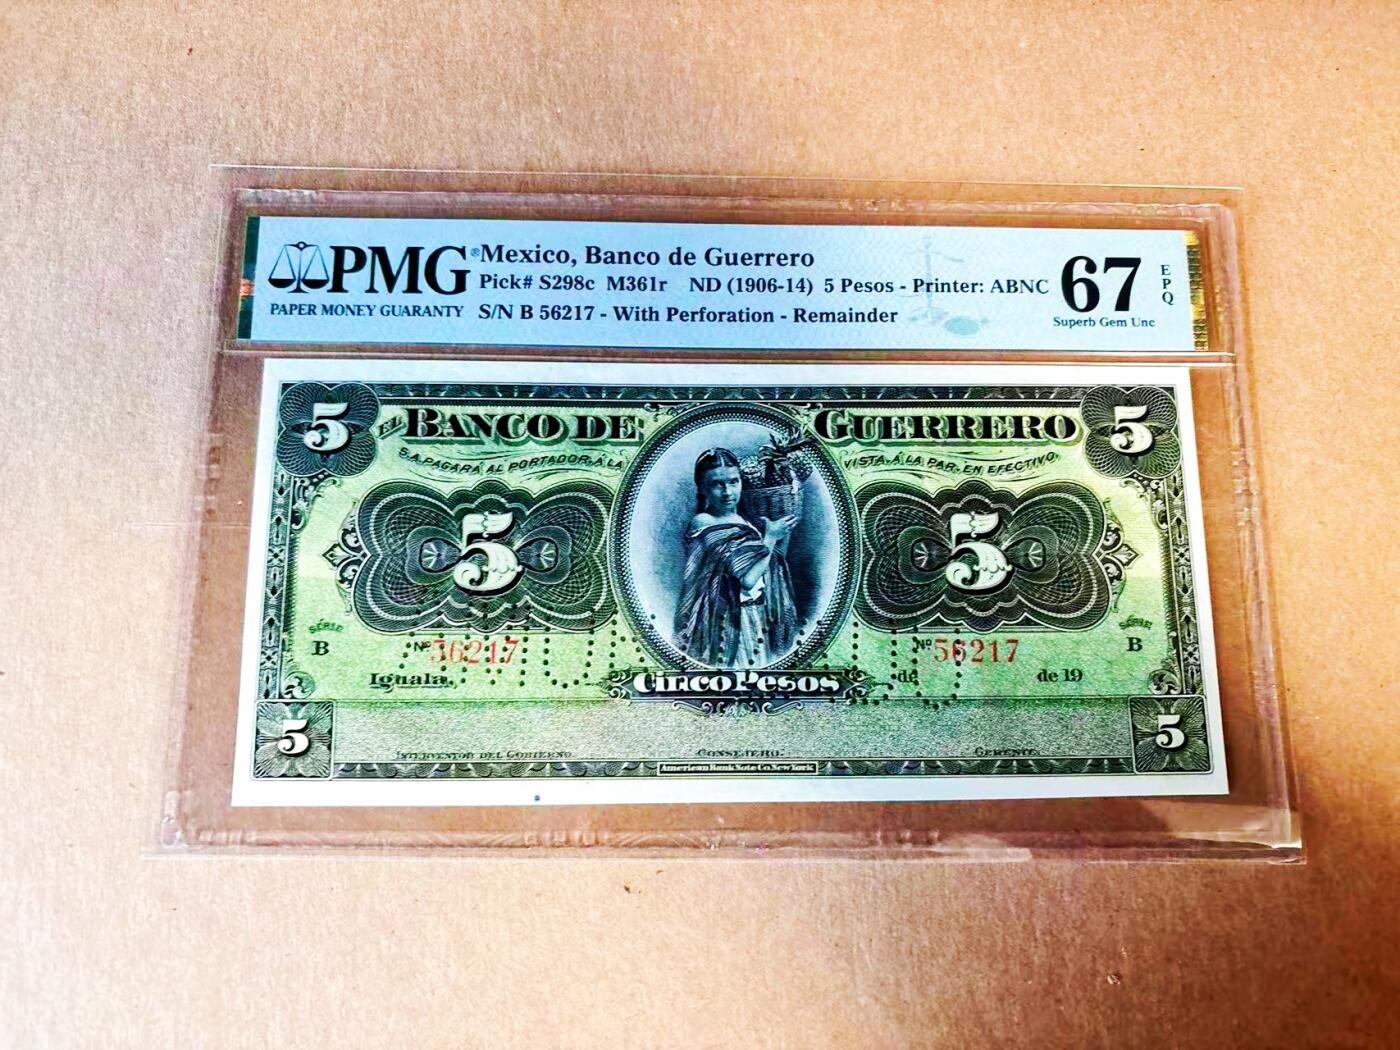 PMG® Mexico, Banco de Guerrero
Pick# S298c M361r ND (1906-14) 5 Pesos - Printer: ABNC
PAPER MONEY GUARANTY
S/N B 56217 - With Perforation - Remainder
67
Superb Gem Unc
EPQ
5 EL BANCO DE GUERRERO 5
S.A. PAGARÁ AL PORTADOR, Á LA VISTA, Á LA PAR, EN EFECTIVO.
5 5
SÉRIE B Nº 56217 Nº 56217 SÉRIE B
AMORTIZADO
Iguala, de de 19
CINCO PESOS
5 5
INTERVENTOR DEL GOBIERNO. CONSEJERO. GERENTE.
American Bank Note Co. New York